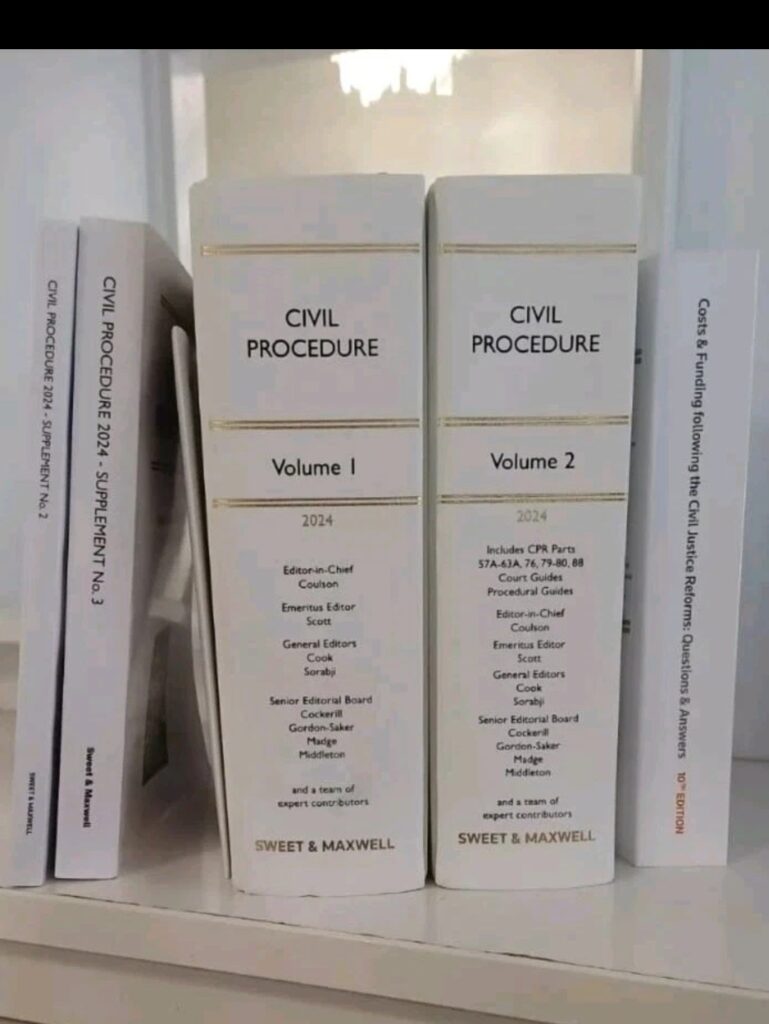 CIVIL PROCEDURE 2024 - SUPPLEMENT No. 2
SWEET & MAXWELL
CIVIL PROCEDURE 2024 - SUPPLEMENT No. 3
Sweet & Maxwell
CIVIL
PROCEDURE
Volume 1
2024
Editor-in-Chief
Coulson
Emeritus Editor
Scott
General Editors
Cook
Sorabji
Senior Editorial Board
Cockerill
Gordon-Saker
Madge
Middleton
and a team of
expert contributors
SWEET & MAXWELL
CIVIL
PROCEDURE
Volume 2
2024
Includes CPR Parts
57A-63A, 76, 79-80, 88
Court Guides
Procedural Guides
Editor-in-Chief
Coulson
Emeritus Editor
Scott
General Editors
Cook
Sorabji
Senior Editorial Board
Cockerill
Gordon-Saker
Madge
Middleton
and a team of
expert contributors
SWEET & MAXWELL
Costs & Funding following the Civil Justice Reforms: Questions & Answers 10TH EDITION